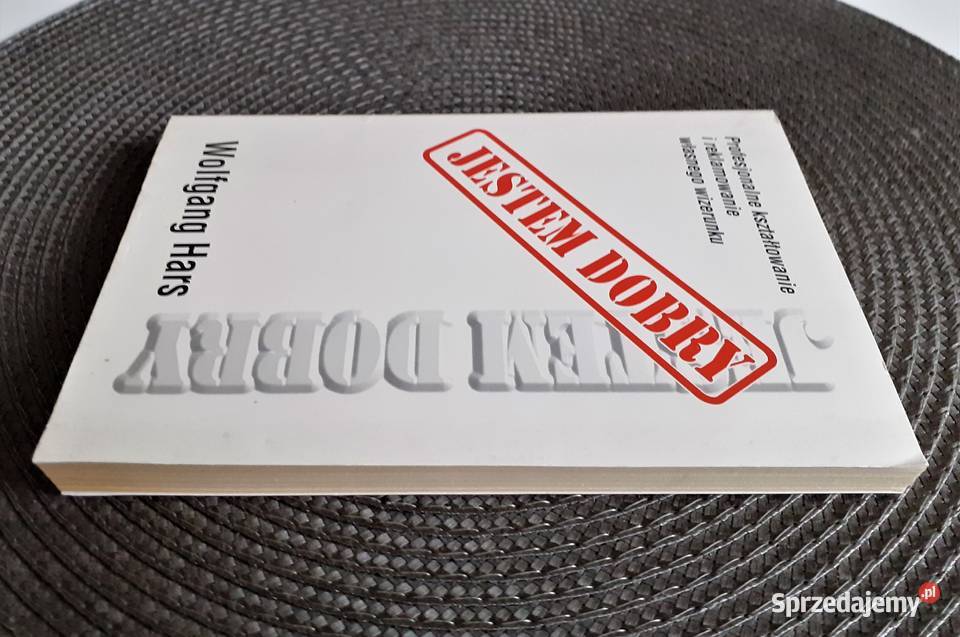 Profesjonalne kształtowanie
i reklamowanie
własnego wizerunku
JESTEM DOBRY
JESTEM DOBRY
Wolfgang Hars
Sprzedajemy.pl